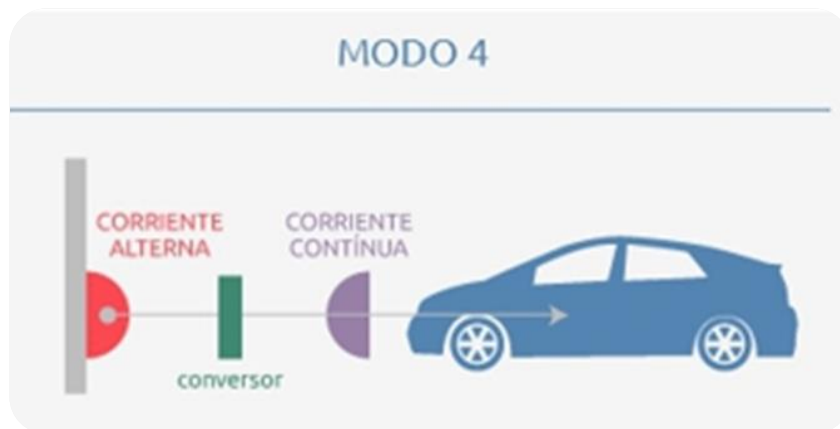 MODO 4
CORRIENTE
ALTERNA
CORRIENTE
CONTÍNUA
conversor